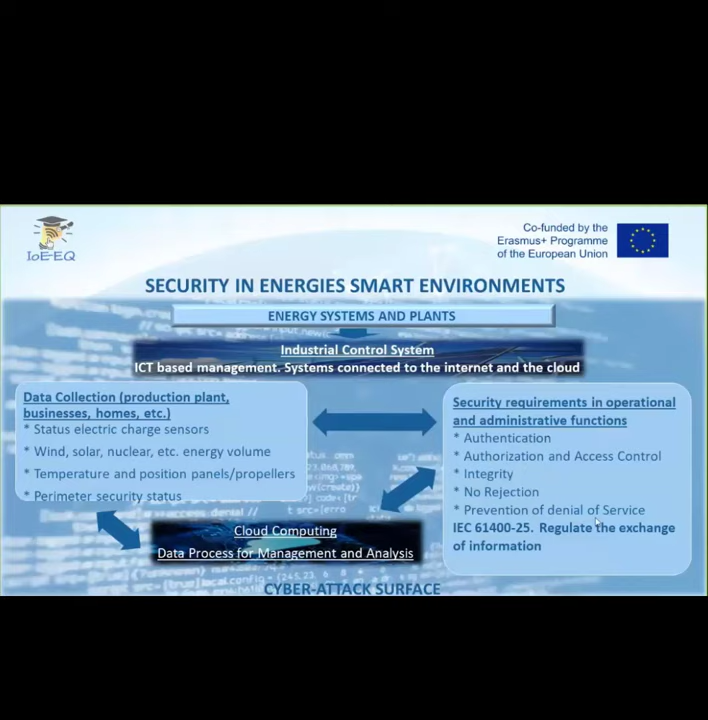 IoE-EQ
Co-funded by the
Erasmus+ Programme
of the European Union
SECURITY IN ENERGIES SMART ENVIRONMENTS
ENERGY SYSTEMS AND PLANTS
Industrial Control System
ICT based management. Systems connected to the internet and the cloud
Data Collection (production plant,
businesses, homes, etc.)
* Status electric charge sensors
* Wind, solar, nuclear, etc. energy volume
* Temperature and position panels/propellers
* Perimeter security status
Security requirements in operational
and administrative functions
* Authentication
* Authorization and Access Control
* Integrity
* No Rejection
* Prevention of denial of Service
IEC 61400-25. Regulate the exchange
of information
Cloud Computing
Data Process for Management and Analysis
CYBER-ATTACK SURFACE